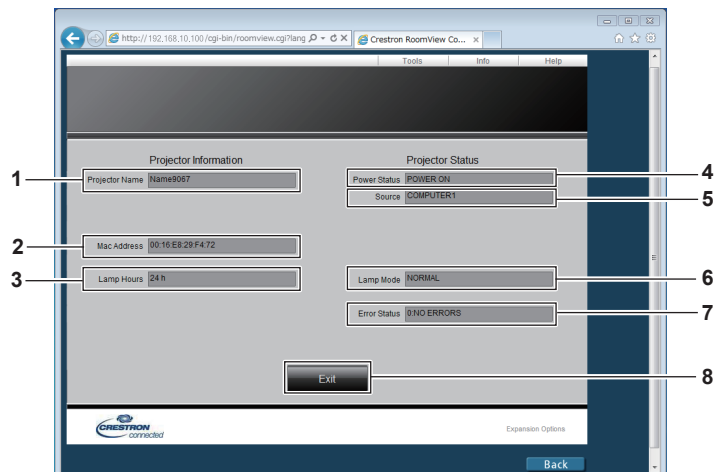 http://192.168.10.100/cgi-bin/roomview.cgi?lang
Crestron RoomView Co... x
Tools Info Help
Projector Information Projector Status
1 Projector Name Name9067 Power Status POWER ON 4
Source COMPUTER1 5
2 Mac Address 00:16:E8:29:F4:72
3 Lamp Hours 24 h Lamp Mode NORMAL 6
Error Status 0:NO ERRORS 7
Exit 8
CRESTRON
connected
Expansion Options
Back